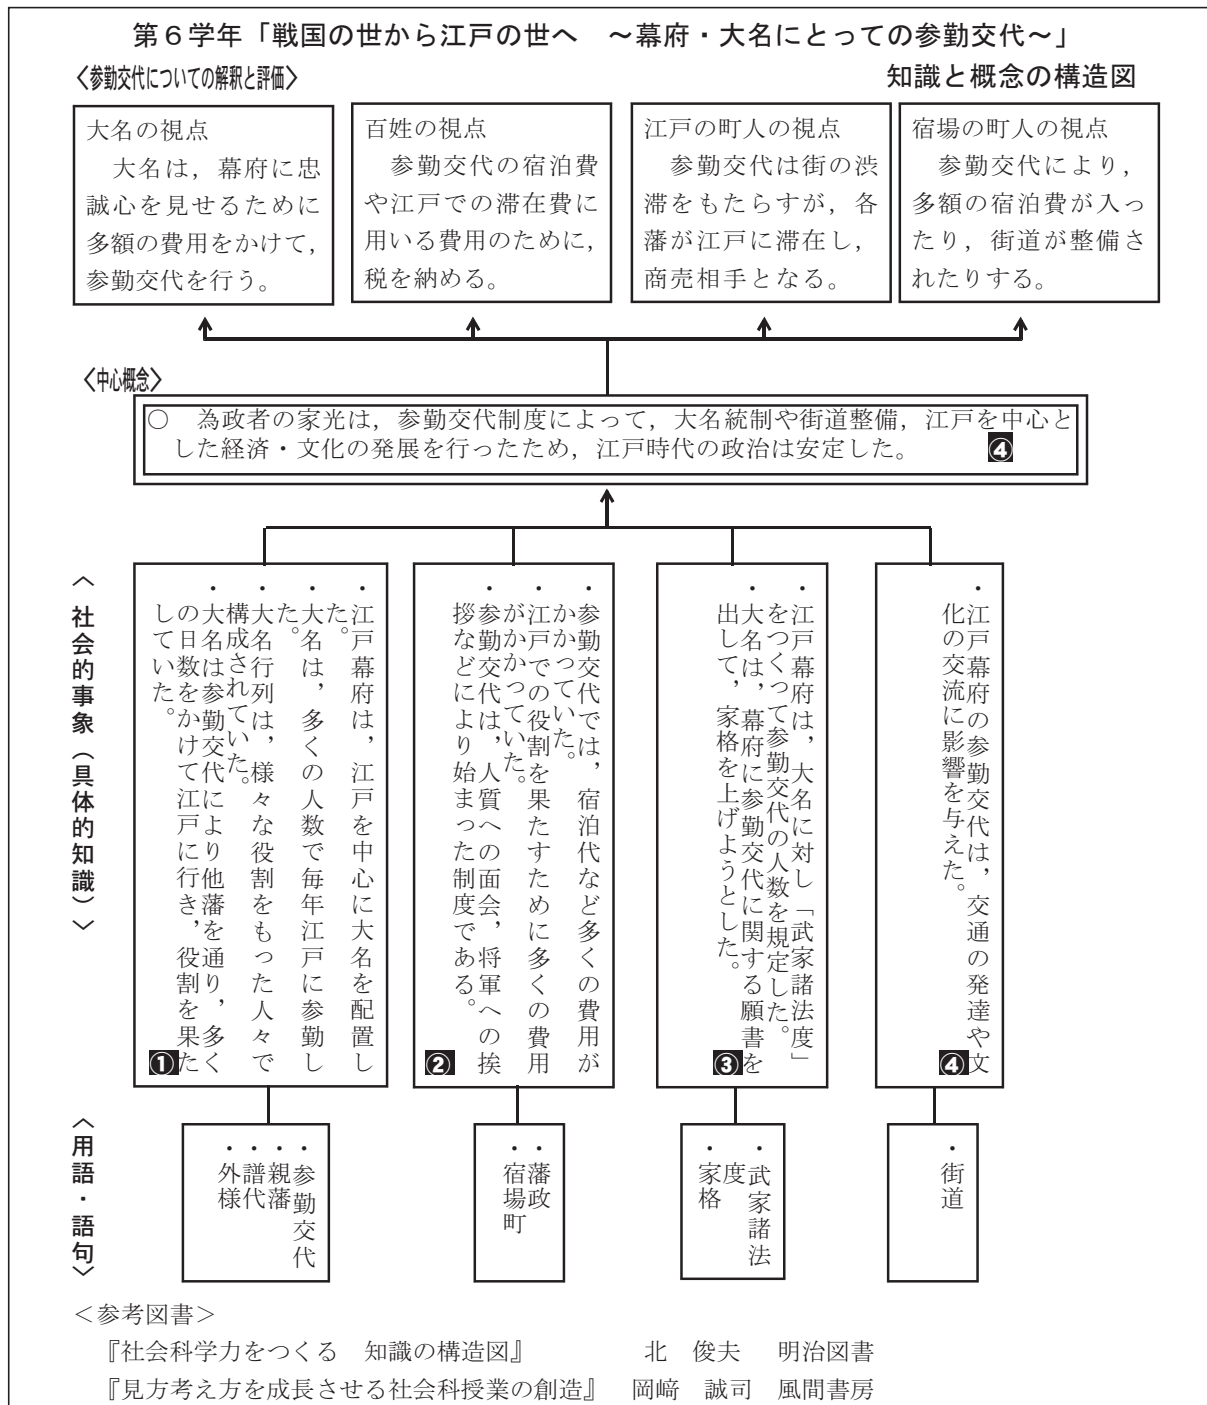 第6学年「戦国の世から江戸の世へ　～幕府・大名にとっての参勤交代～」
知識と概念の構造図
〈参勤交代についての解釈と評価〉
大名の視点
　大名は，幕府に忠
誠心を見せるために
多額の費用をかけて，
参勤交代を行う。
百姓の視点
　参勤交代の宿泊費
や江戸での滞在費に
用いる費用のために，
税を納める。
江戸の町人の視点
　参勤交代は街の渋
滞をもたらすが，各
藩が江戸に滞在し，
商売相手となる。
宿場の町人の視点
　参勤交代により，
多額の宿泊費が入っ
たり，街道が整備さ
れたりする。
〈中心概念〉
○　為政者の家光は，参勤交代制度によって，大名統制や街道整備，江戸を中心と
した経済・文化の発展を行ったため，江戸時代の政治は安定した。　❹
〈社会的事象（具体的知識）〉
・江戸幕府は，江戸を中心に大名を配置し
た。
・大名は，多くの人数で毎年江戸に参勤し
た。
・大名行列は，様々な役割をもった人々で
構成されていた。
・大名は参勤交代により他藩を通り，多く
の日数をかけて江戸に行き，役割を果た
していた。
❶
・参勤交代では，宿泊代など多くの費用が
かかっていた。
・江戸での役割を果たすために多くの費用
がかかっていた。
・参勤交代は，人質への面会，将軍への挨
拶などにより始まった制度である。
❷
・江戸幕府は，大名に対し「武家諸法度」
をつくって参勤交代の人数を規定した。
・大名は，幕府に参勤交代に関する願書を
出して，家格を上げようとした。
❸
・江戸幕府の参勤交代は，交通の発達や文
化の交流に影響を与えた。
❹
〈用語・語句〉
・参勤交代
・親藩
・譜代
・外様
・藩政
・宿場町
・武家諸法
度
・家格
・街道
＜参考図書＞
『社会科学力をつくる　知識の構造図』　北　俊夫　明治図書
『見方考え方を成長させる社会科授業の創造』　岡﨑　誠司　風間書房